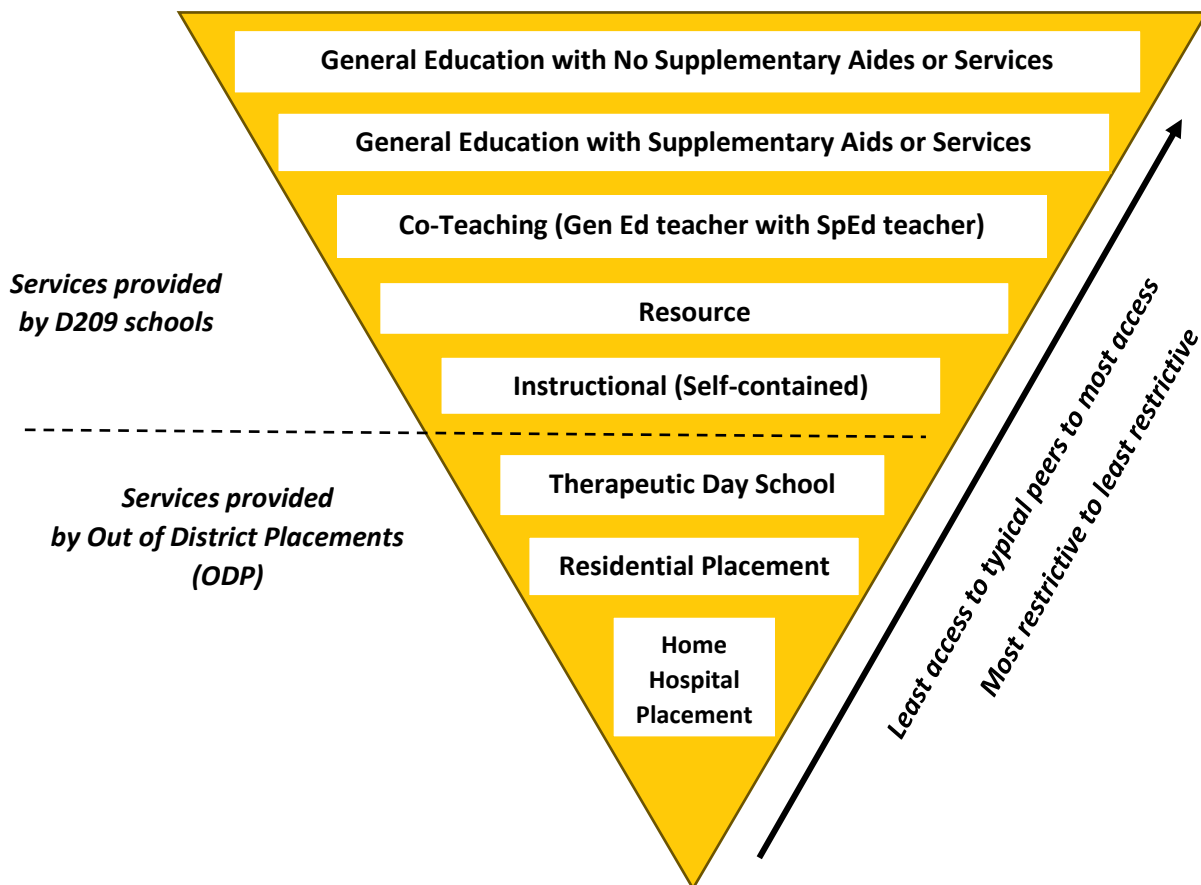 General Education with No Supplementary Aides or Services
General Education with Supplementary Aids or Services
Co-Teaching (Gen Ed teacher with SpEd teacher)
Services provided
by D209 schools
Resource
Instructional (Self-contained)
Services provided
by Out of District Placements
(ODP)
Therapeutic Day School
Residential Placement
Home
Hospital
Placement
Least access to typical peers to most access
Most restrictive to least restrictive